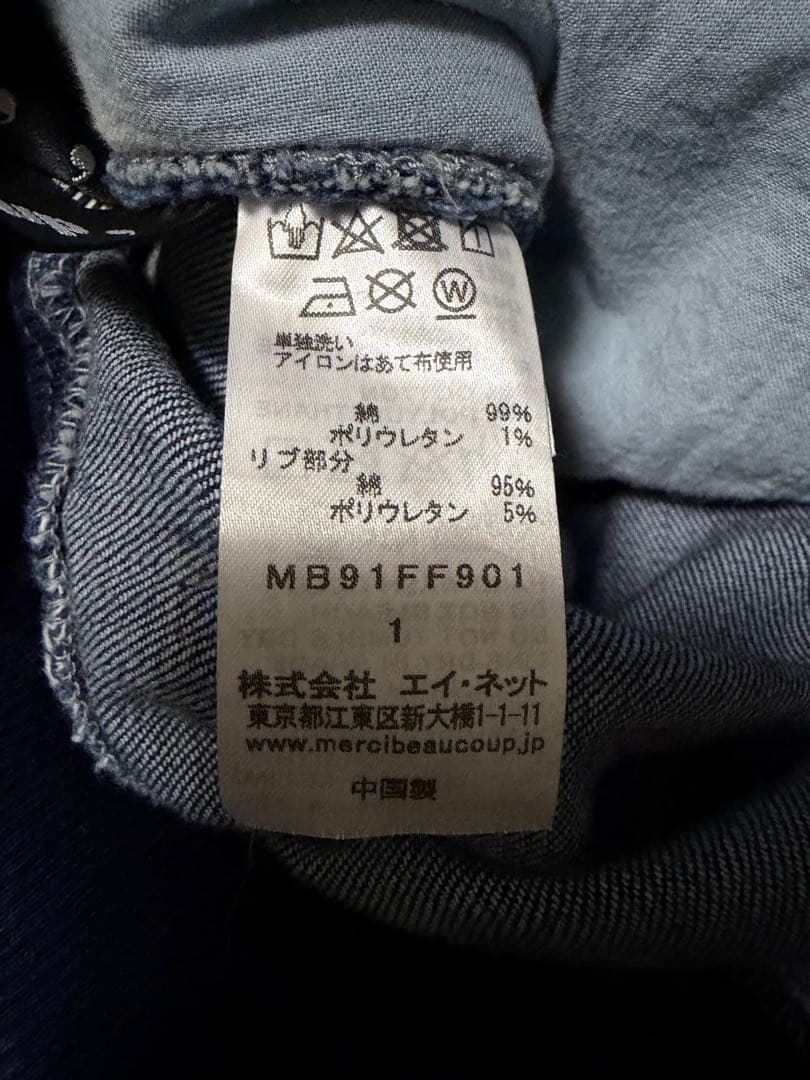 W
単独洗い
アイロンはあて布使用
綿 99%
ポリウレタン 1%
リブ部分
綿 95%
ポリウレタン 5%
MB91FF901
1
株式会社 エイ・ネット
東京都江東区新大橋1-1-11
www.mercibeaucoup.jp
中国製